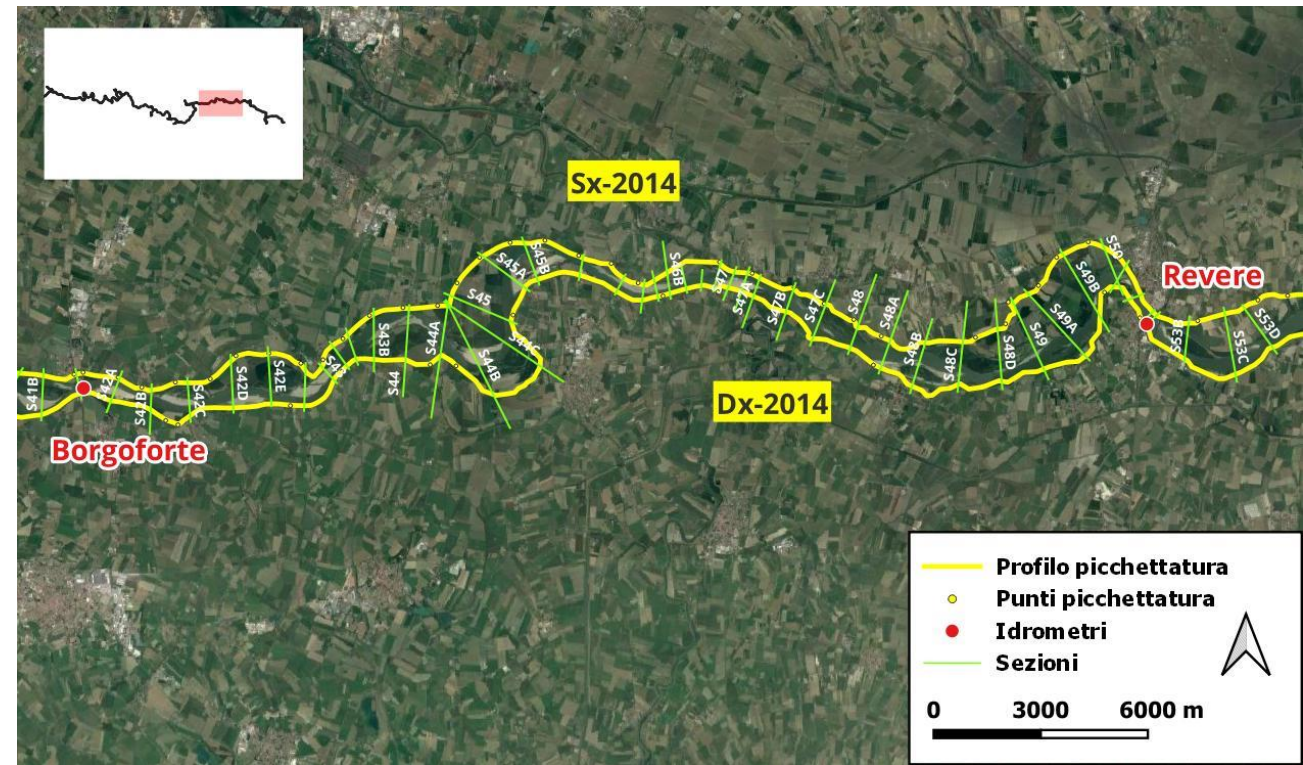 Sx-2014
Dx-2014
Borgoforte
Revere
S41B
S42A
S42B
S42C
S42D
S42E
S43B
S44
S44A
S44B
S45
S45A
S45B
S46B
S47
S47A
S47B
S47C
S48
S48A
S48B
S48C
S48D
S49
S49A
S49B
S50
S53C
S53D
Profilo picchettatura
Punti picchettatura
Idrometri
Sezioni
0 3000 6000 m